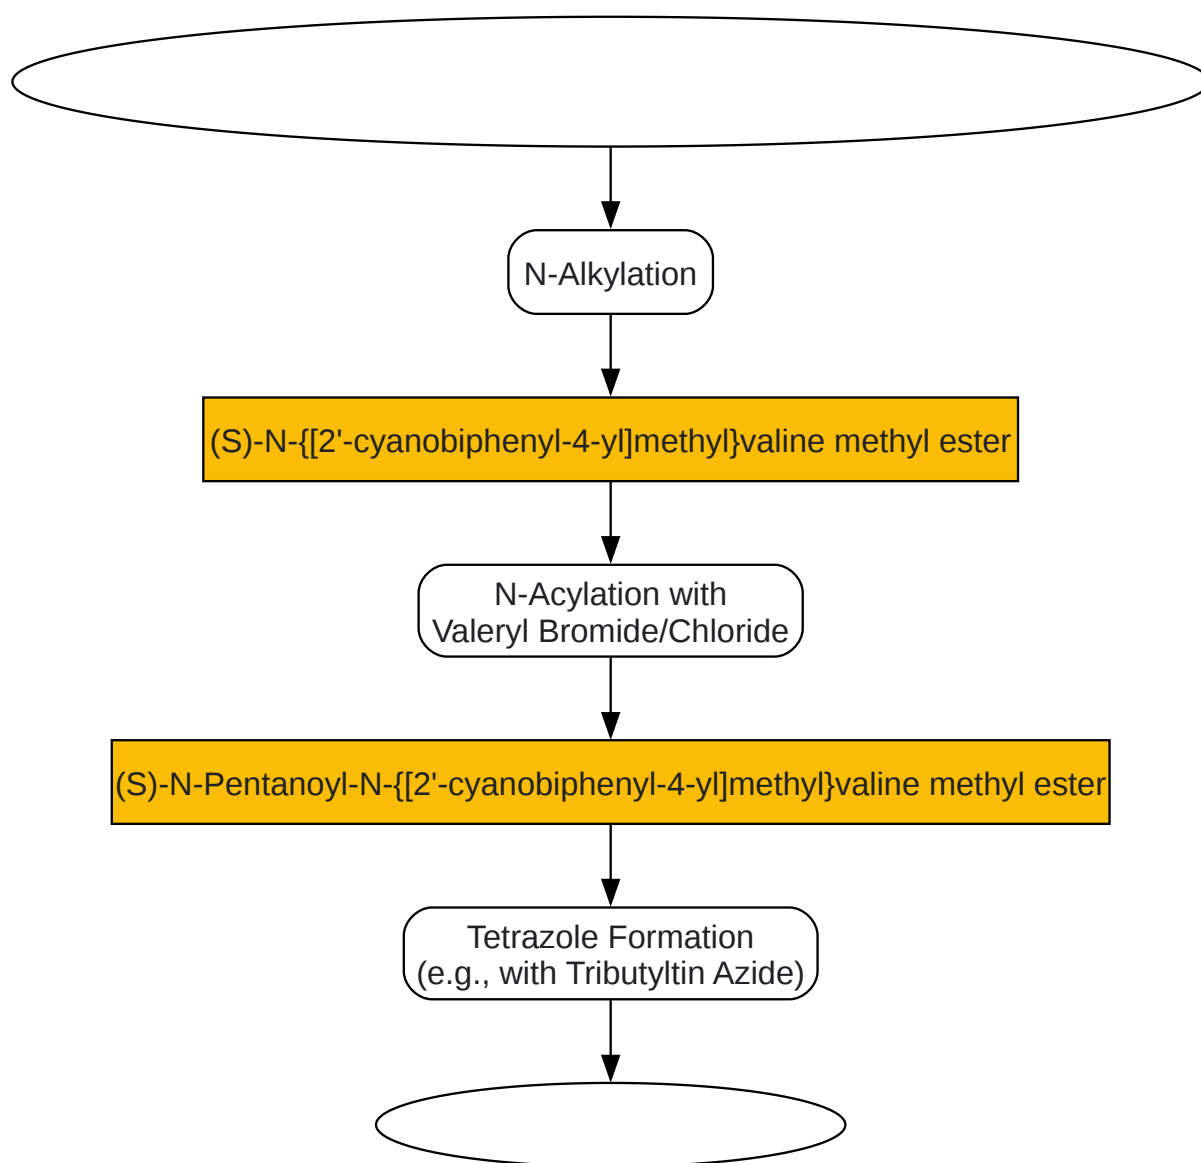 N-Alkylation
(S)-N-{[2'-cyanobiphenyl-4-yl]methyl}valine methyl ester
N-Acylation with
Valeryl Bromide/Chloride
(S)-N-Pentanoyl-N-{[2'-cyanobiphenyl-4-yl]methyl}valine methyl ester
Tetrazole Formation
(e.g., with Tributyltin Azide)